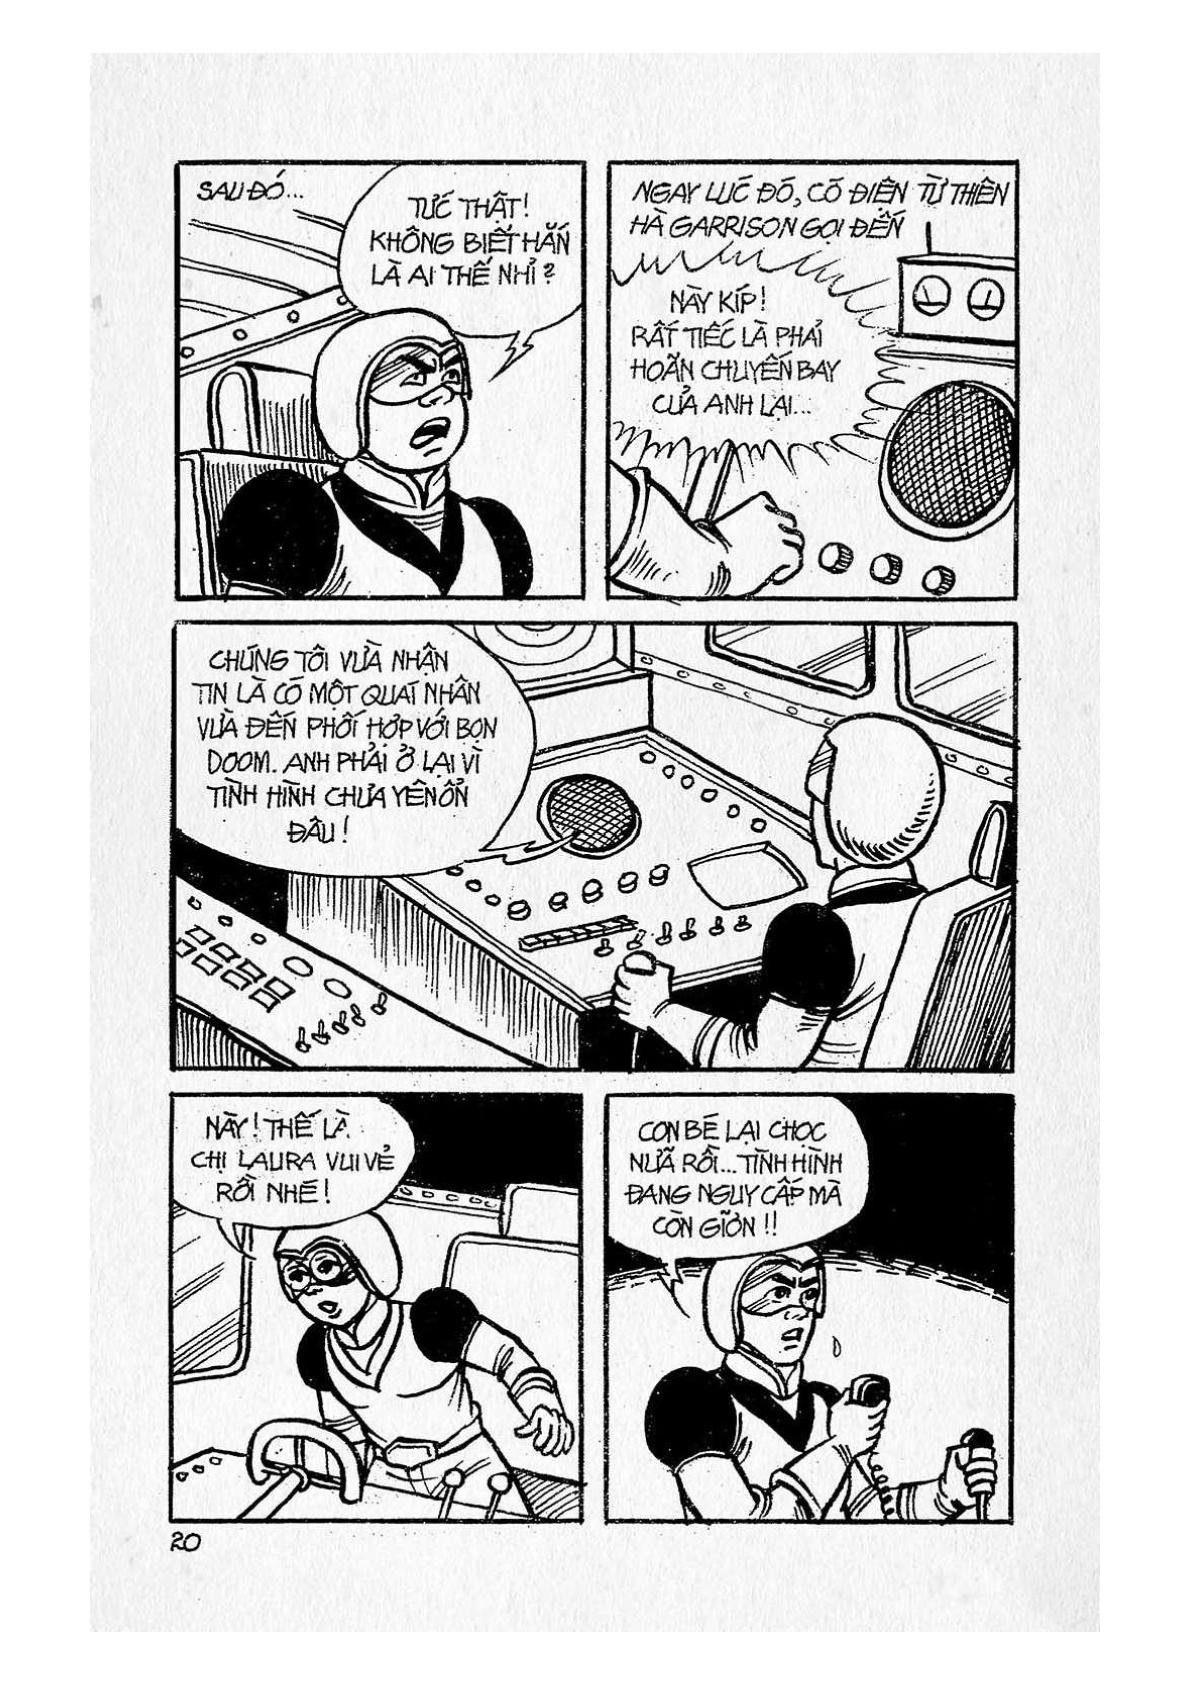 SAU ĐÓ...
TỨC THẬT!
KHÔNG BIẾT HẮN
LÀ AI THẾ NHỈ?
NGAY LÚC ĐÓ, CÓ ĐIỆN TỪ THIÊN
HÀ GARRISON GỌI ĐẾN
NÀY KÍP!
RẤT TIẾC LÀ PHẢI
HOÃN CHUYẾN BAY
CỦA ANH LẠI...
CHÚNG TÔI VỪA NHẬN
TIN LÀ CÓ MỘT QUÁI NHÂN
VỪA ĐẾN PHỐI HỢP VỚI BỌN
DOOM. ANH PHẢI Ở LẠI VÌ
TÌNH HÌNH CHƯA YÊN ỔN
ĐÂU!
NÀY! THẾ LÀ
CHỊ LAURA VUI VẺ
RỒI NHÉ!
CON BÉ LẠI CHỌC
NỮA RỒI... TÌNH HÌNH
ĐANG NGUY CẤP MÀ
CÒN GIỠN!!
20